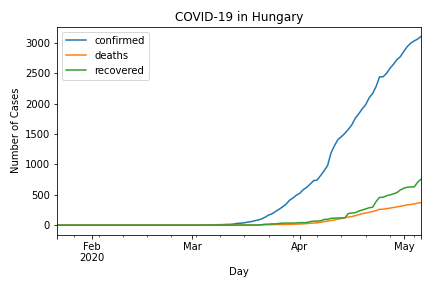 COVID-19 in Hungary
confirmed
deaths
recovered
Number of Cases
3000
2500
2000
1500
1000
500
0
Feb
2020
Mar
Apr
May
Day